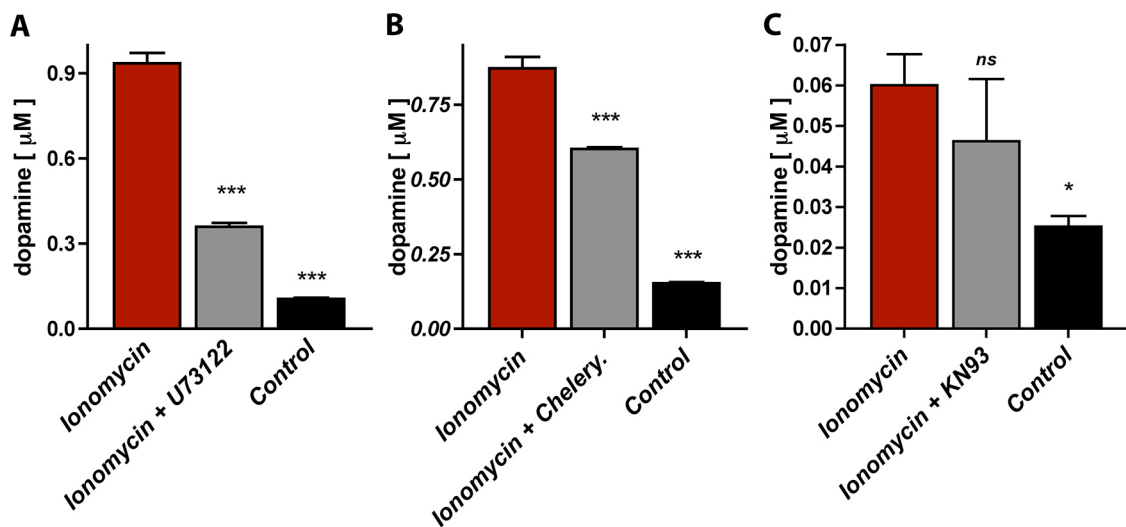 A
dopamine [ μM ]
0.9
0.6
0.3
0.0
***
***
Ionomycin
Ionomycin + U73122
Control
B
dopamine [ μM ]
0.75
0.50
0.25
0.00
***
***
Ionomycin
Ionomycin + Chelery.
Control
C
dopamine [ μM ]
0.07
0.06
0.05
0.04
0.03
0.02
0.01
0.00
ns
*
Ionomycin
Ionomycin + KN93
Control